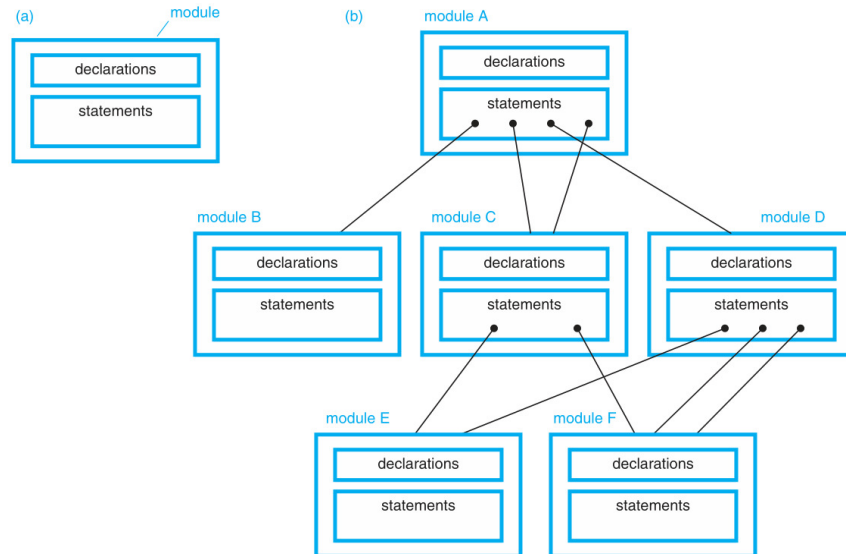 (a)
module
declarations
statements
(b)
module A
declarations
statements
module B
declarations
statements
module C
declarations
statements
module D
declarations
statements
module E
declarations
statements
module F
declarations
statements